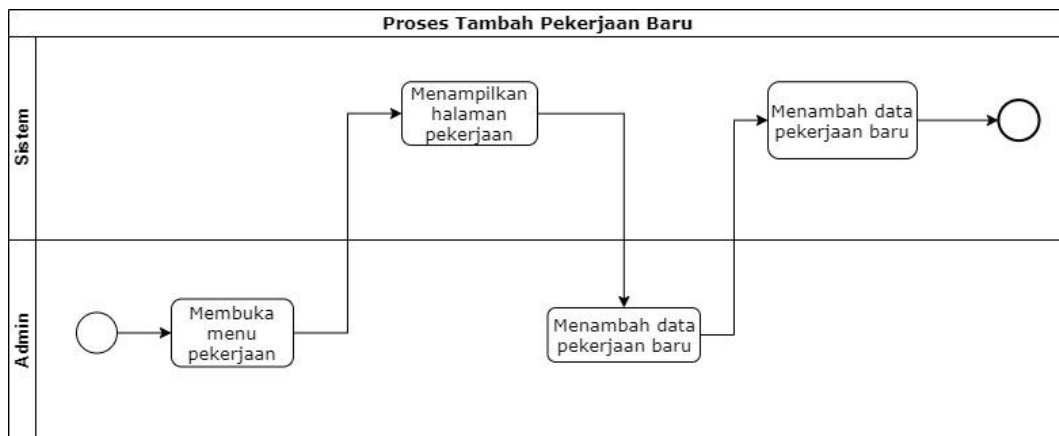 Proses Tambah Pekerjaan Baru
Sistem
Menampilkan
halaman
pekerjaan
Menambah data
pekerjaan baru
Admin
Membuka
menu
pekerjaan
Menambah data
pekerjaan baru